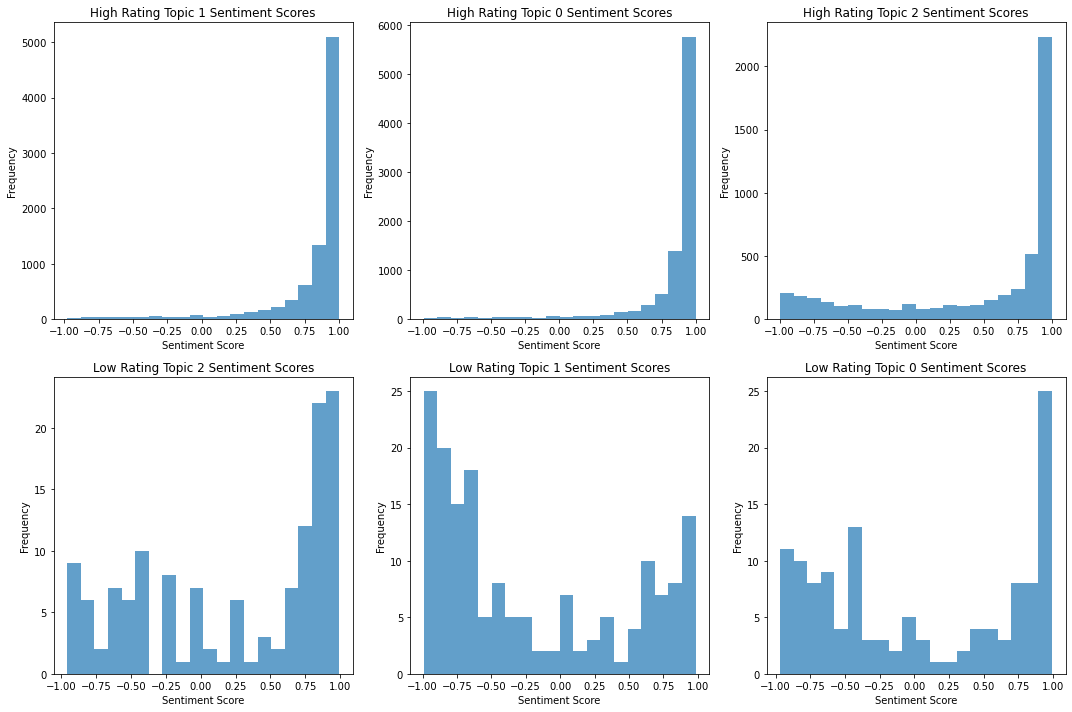 High Rating Topic 1 Sentiment Scores
Frequency
5000
4000
3000
2000
1000
0
−1.00 −0.75 −0.50 −0.25 0.00 0.25 0.50 0.75 1.00
Sentiment Score
High Rating Topic 0 Sentiment Scores
Frequency
6000
5000
4000
3000
2000
1000
0
−1.00 −0.75 −0.50 −0.25 0.00 0.25 0.50 0.75 1.00
Sentiment Score
High Rating Topic 2 Sentiment Scores
Frequency
2000
1500
1000
500
0
−1.00 −0.75 −0.50 −0.25 0.00 0.25 0.50 0.75 1.00
Sentiment Score
Low Rating Topic 2 Sentiment Scores
Frequency
20
15
10
5
0
−1.00 −0.75 −0.50 −0.25 0.00 0.25 0.50 0.75 1.00
Sentiment Score
Low Rating Topic 1 Sentiment Scores
Frequency
25
20
15
10
5
0
−1.00 −0.75 −0.50 −0.25 0.00 0.25 0.50 0.75 1.00
Sentiment Score
Low Rating Topic 0 Sentiment Scores
Frequency
25
20
15
10
5
0
−1.00 −0.75 −0.50 −0.25 0.00 0.25 0.50 0.75 1.00
Sentiment Score